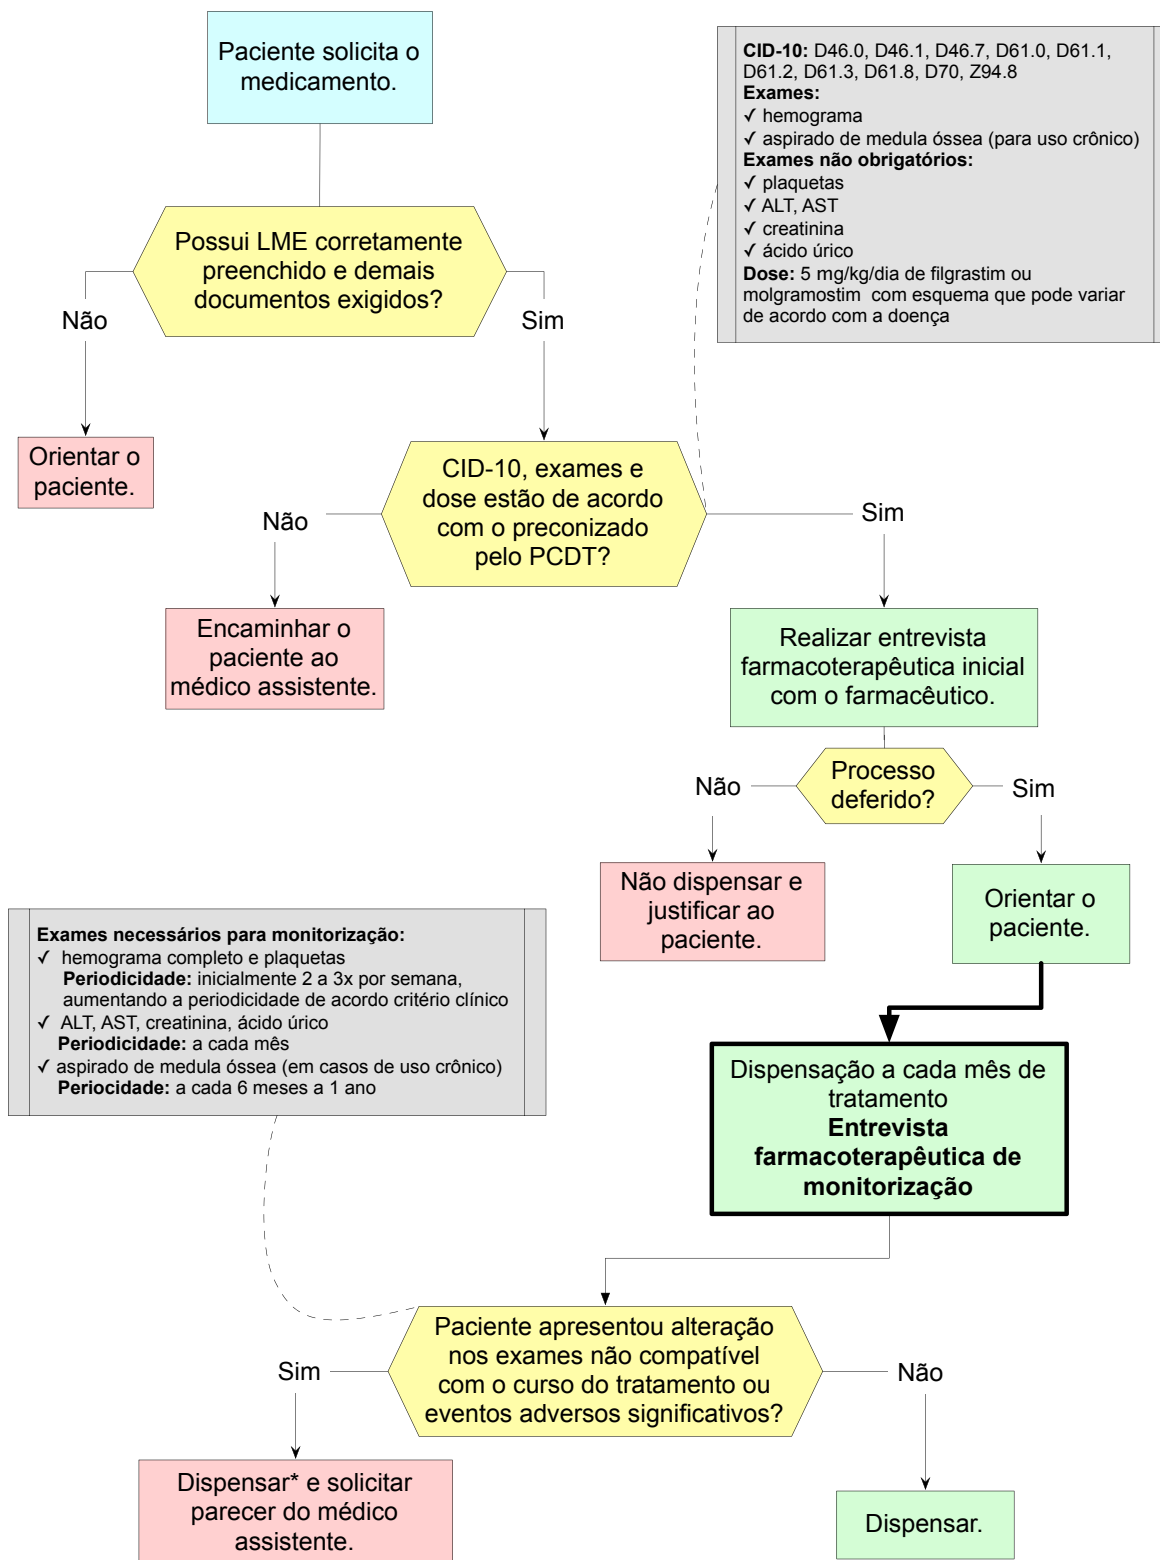 Paciente solicita o
medicamento.
CID-10: D46.0, D46.1, D46.7, D61.0, D61.1,
D61.2, D61.3, D61.8, D70, Z94.8
Exames:
✓ hemograma
✓ aspirado de medula óssea (para uso crônico)
Exames não obrigatórios:
✓ plaquetas
✓ ALT, AST
✓ creatinina
✓ ácido úrico
Dose: 5 mg/kg/dia de filgrastim ou
molgramostim com esquema que pode variar
de acordo com a doença
Possui LME corretamente
preenchido e demais
documentos exigidos?
Não
Sim
Orientar o
paciente.
CID-10, exames e
dose estão de acordo
com o preconizado
pelo PCDT?
Não
Sim
Encaminhar o
paciente ao
médico assistente.
Realizar entrevista
farmacoterapêutica inicial
com o farmacêutico.
Processo
deferido?
Não
Sim
Não dispensar e
justificar ao
paciente.
Orientar o
paciente.
Exames necessários para monitorização:
✓ hemograma completo e plaquetas
Periodicidade: inicialmente 2 a 3x por semana,
aumentando a periodicidade de acordo critério clínico
✓ ALT, AST, creatinina, ácido úrico
Periodicidade: a cada mês
✓ aspirado de medula óssea (em casos de uso crônico)
Periocidade: a cada 6 meses a 1 ano
Dispensação a cada mês de
tratamento
Entrevista
farmacoterapêutica de
monitorização
Paciente apresentou alteração
nos exames não compatível
com o curso do tratamento ou
eventos adversos significativos?
Sim
Não
Dispensar* e solicitar
parecer do médico
assistente.
Dispensar.